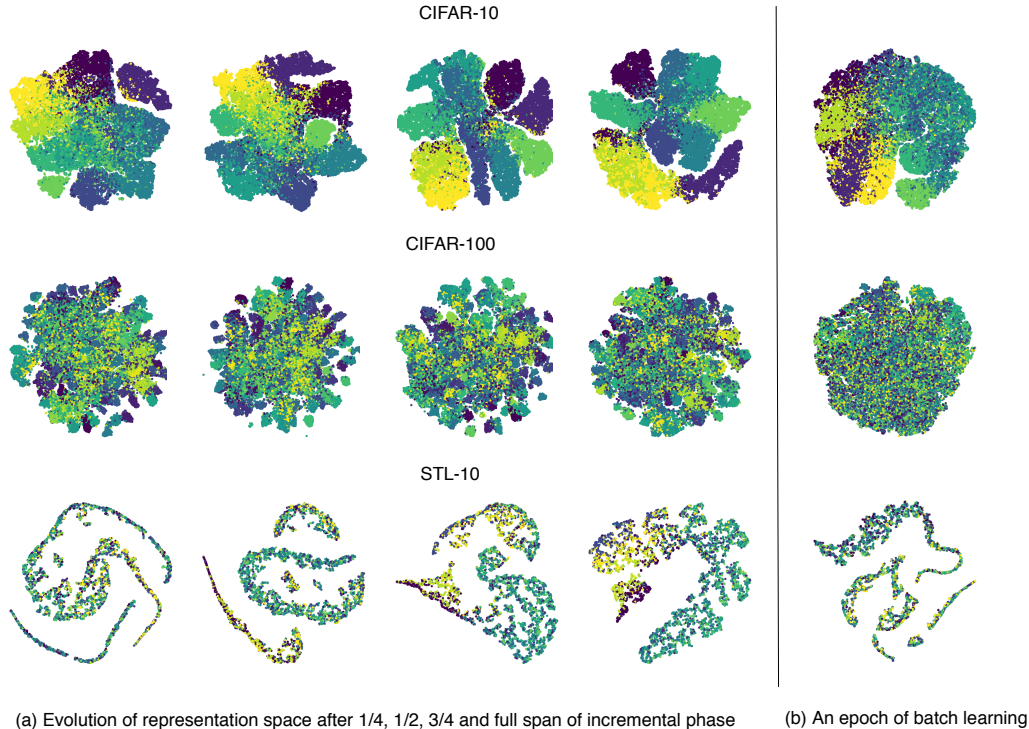 CIFAR-10
CIFAR-100
STL-10
(a) Evolution of representation space after 1/4, 1/2, 3/4 and full span of incremental phase
(b) An epoch of batch learning